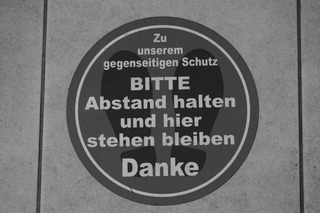 Zu
unserem
gegenseitigen Schutz
BITTE
Abstand halten
und hier
stehen bleiben
Danke